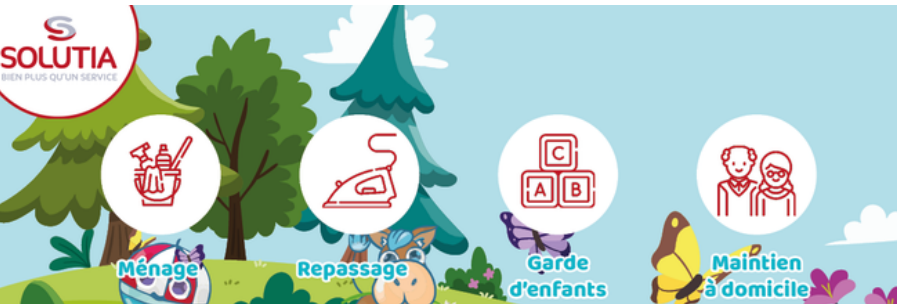 SOLUTIA
BIEN PLUS QU'UN SERVICE
C
A B
Ménage
Repassage
Garde
d'enfants
Maintien
à domicile